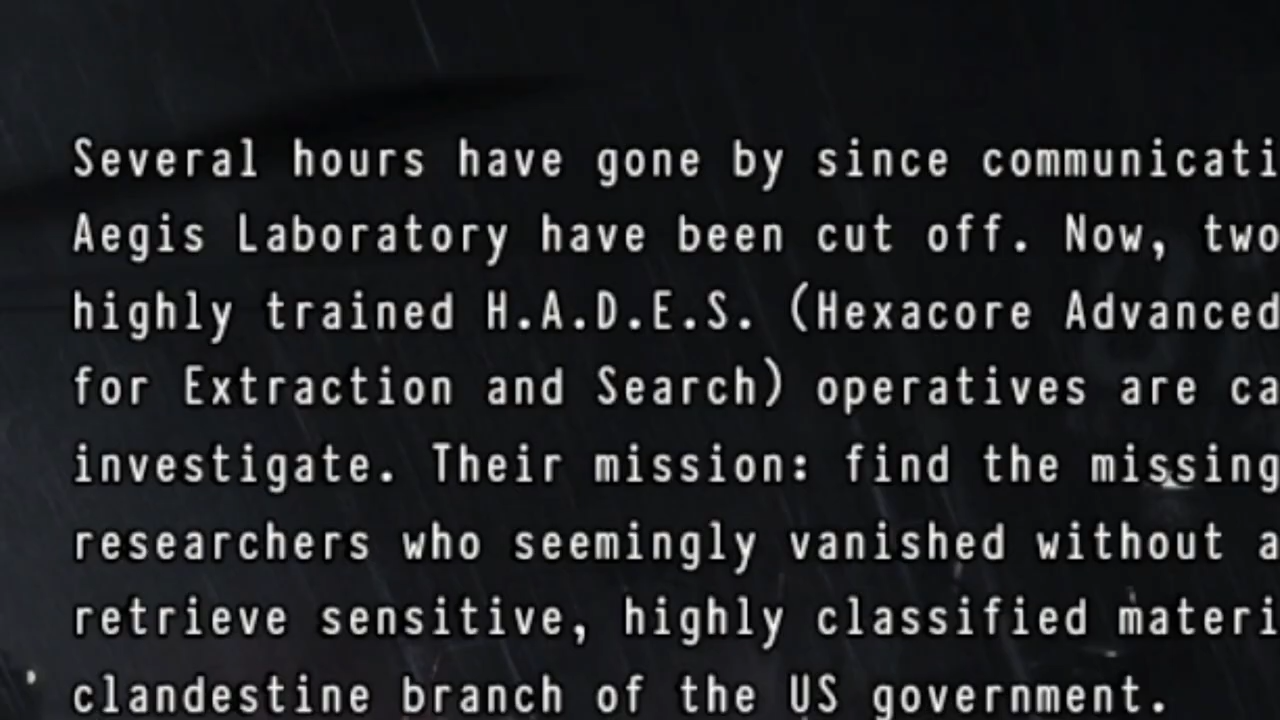 Several hours have gone by since communicati
Aegis Laboratory have been cut off. Now, two
highly trained H.A.D.E.S. (Hexacore Advanced
for Extraction and Search) operatives are ca
investigate. Their mission: find the missing
researchers who seemingly vanished without a
retrieve sensitive, highly classified materi
clandestine branch of the US government.